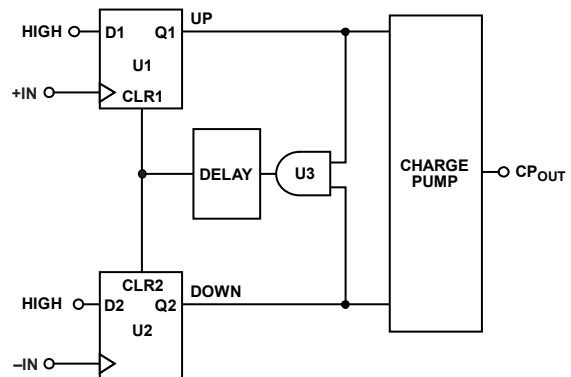 UP
HIGH
D1
Q1
U1
+IN
CLR1
DELAY
U3
CHARGE
PUMP
CPOUT
CLR2
DOWN
HIGH
D2
Q2
U2
–IN